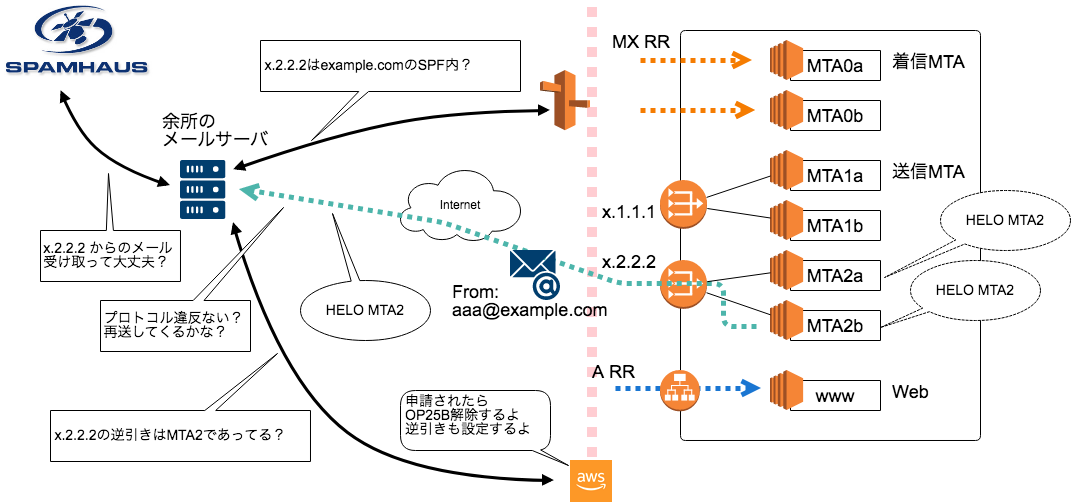 SPAMHAUS
x.2.2.2はexample.comのSPF内？
余所の
メールサーバ
x.2.2.2 からのメール
受け取って大丈夫？
プロトコル違反ない？
再送してくるかな？
HELO MTA2
x.2.2.2の逆引きはMTA2であってる？
Internet
From:
aaa@example.com
申請されたら
OP25B解除するよ
逆引きも設定するよ
aws
MX RR
MTA0a
着信MTA
MTA0b
MTA1a
送信MTA
x.1.1.1
MTA1b
HELO MTA2
x.2.2.2
MTA2a
HELO MTA2
MTA2b
A RR
www
Web